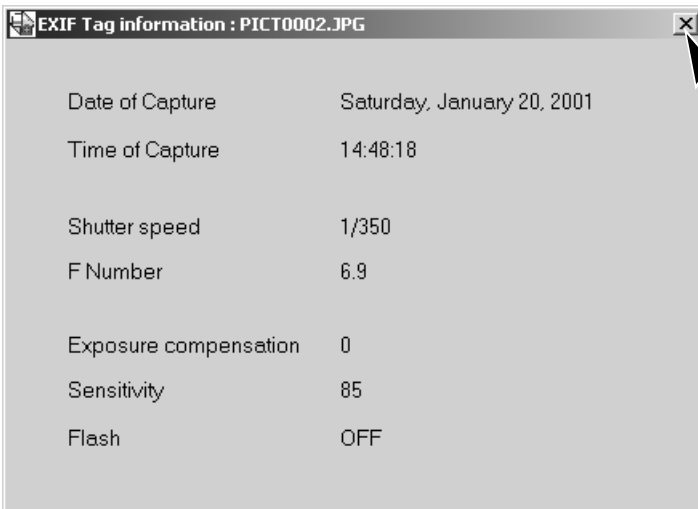 EXIF Tag information : PICT0002.JPG
Date of Capture Saturday, January 20, 2001
Time of Capture 14:48:18
Shutter speed 1/350
F Number 6.9
Exposure compensation 0
Sensitivity 85
Flash OFF